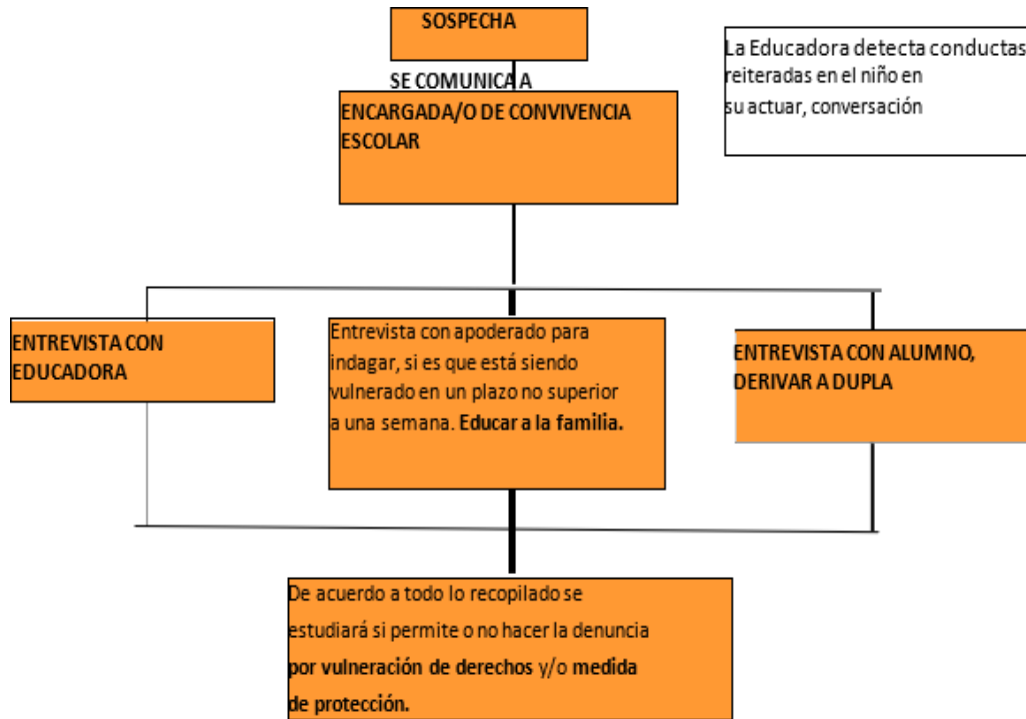 SOSPECHA
La Educadora detecta conductas
reiteradas en el niño en
su actuar, conversación
SE COMUNICA A
ENCARGADA/O DE CONVIVENCIA
ESCOLAR
ENTREVISTA CON
EDUCADORA
Entrevista con apoderado para
indagar, si es que está siendo
vulnerado en un plazo no superior
a una semana. Educar a la familia.
ENTREVISTA CON ALUMNO,
DERIVAR A DUPLA
De acuerdo a todo lo recopilado se
estudiará si permite o no hacer la denuncia
por vulneración de derechos y/o medida
de protección.